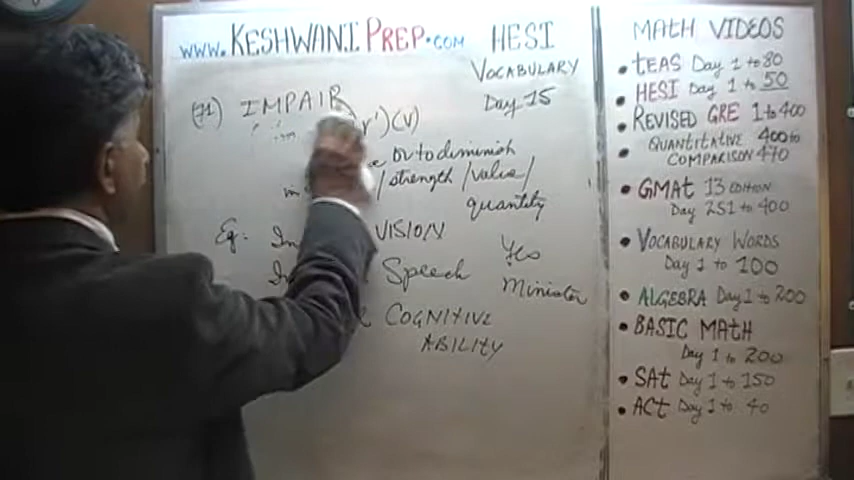 www.KESHWANIPREP.COM HESI
VOCABULARY
Day 15
(71) IMPAIR
r')(v)
or to diminish
in / strength / value /
quantity
Eg: VISION
Yes
Speech
Minister
COGNITIVE
ABILITY
MATH VIDEOS
• tEAS Day 1 to 80
• HESI Day 1 to 50
• REVISED GRE 1 to 400
• QUANTITATIVE 400 to
COMPARISON 470
• GMAT 13 EDITION
Day 251 to 400
• VOCABULARY WORDS
Day 1 to 100
• ALGEBRA Day 1 to 200
• BASIC MATH
Day 1 to 200
• SAt Day 1 to 150
• ACt Day 1 to 40